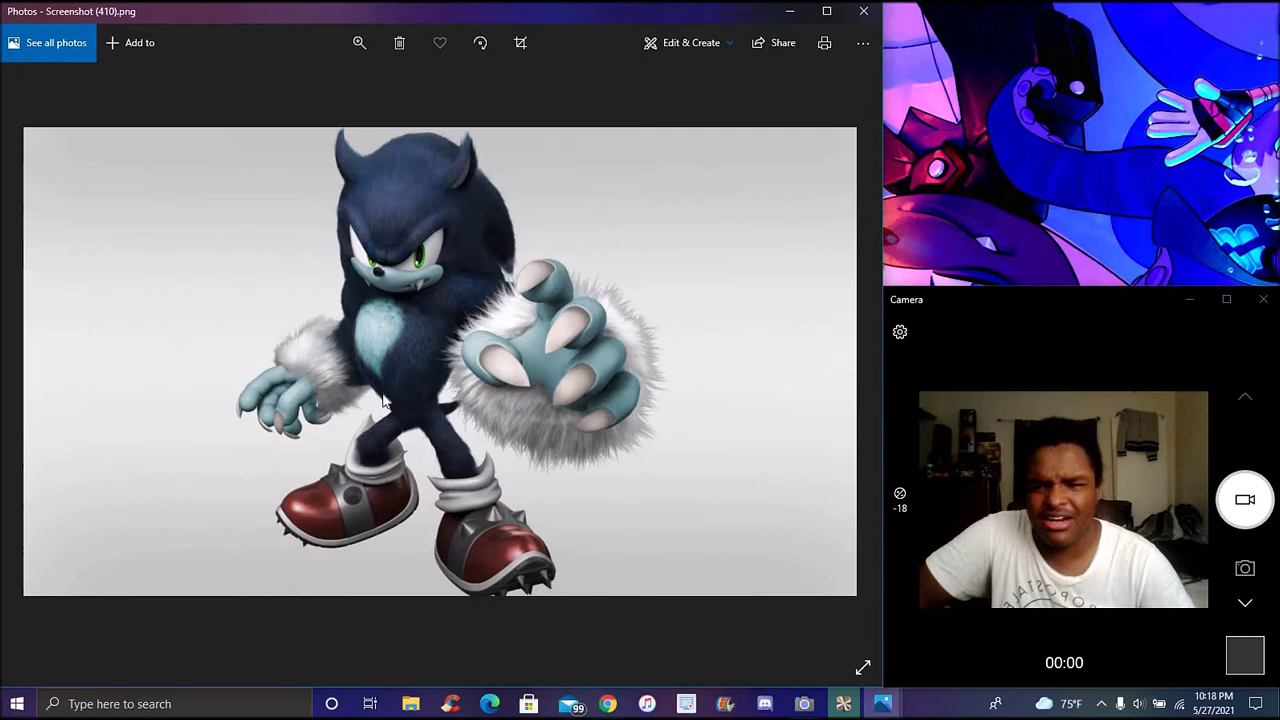 Photos - Screenshot (410).png
See all photos
Add to
Edit & Create
Share
Camera
-18
00:00
Type here to search
99
75°F
10:18 PM
5/27/2021